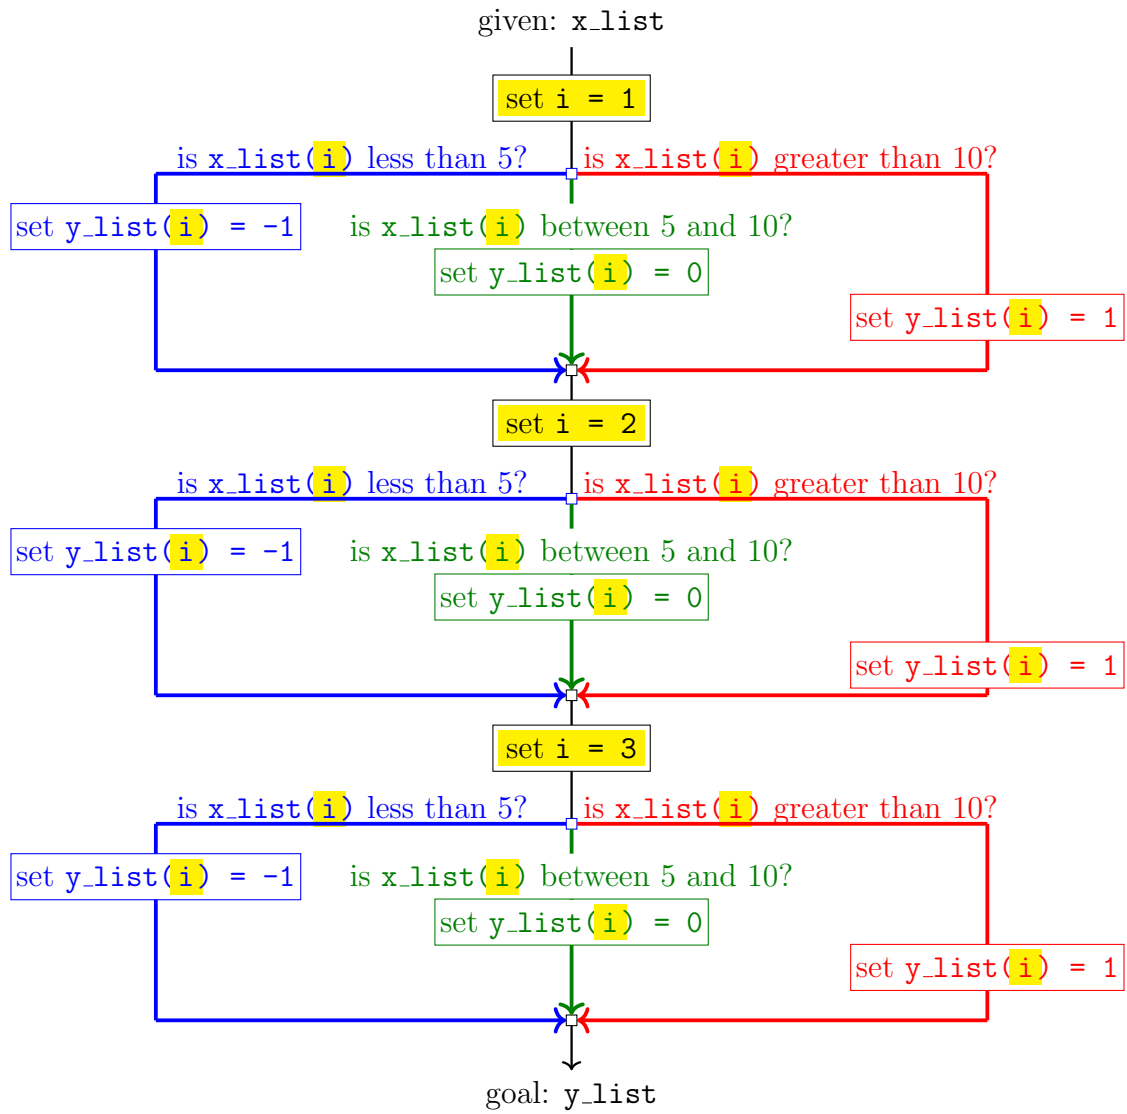 given: x_list
set i = 1
is x_list(i) less than 5?
is x_list(i) greater than 10?
set y_list(i) = -1
is x_list(i) between 5 and 10?
set y_list(i) = 0
set y_list(i) = 1
set i = 2
is x_list(i) less than 5?
is x_list(i) greater than 10?
set y_list(i) = -1
is x_list(i) between 5 and 10?
set y_list(i) = 0
set y_list(i) = 1
set i = 3
is x_list(i) less than 5?
is x_list(i) greater than 10?
set y_list(i) = -1
is x_list(i) between 5 and 10?
set y_list(i) = 0
set y_list(i) = 1
goal: y_list